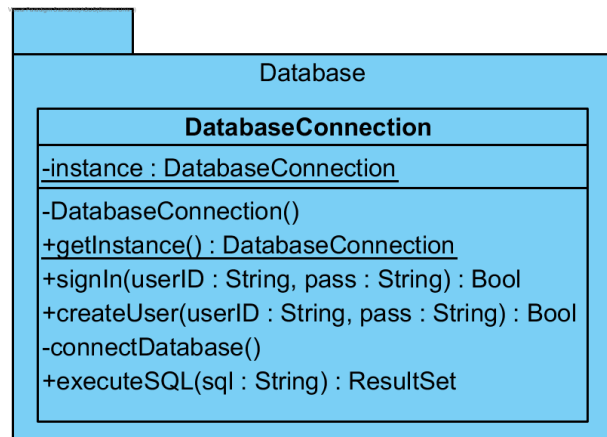 Database
DatabaseConnection
-instance : DatabaseConnection
-DatabaseConnection()
+getInstance() : DatabaseConnection
+signIn(userID : String, pass : String) : Bool
+createUser(userID : String, pass : String) : Bool
-connectDatabase()
+executeSQL(sql : String) : ResultSet